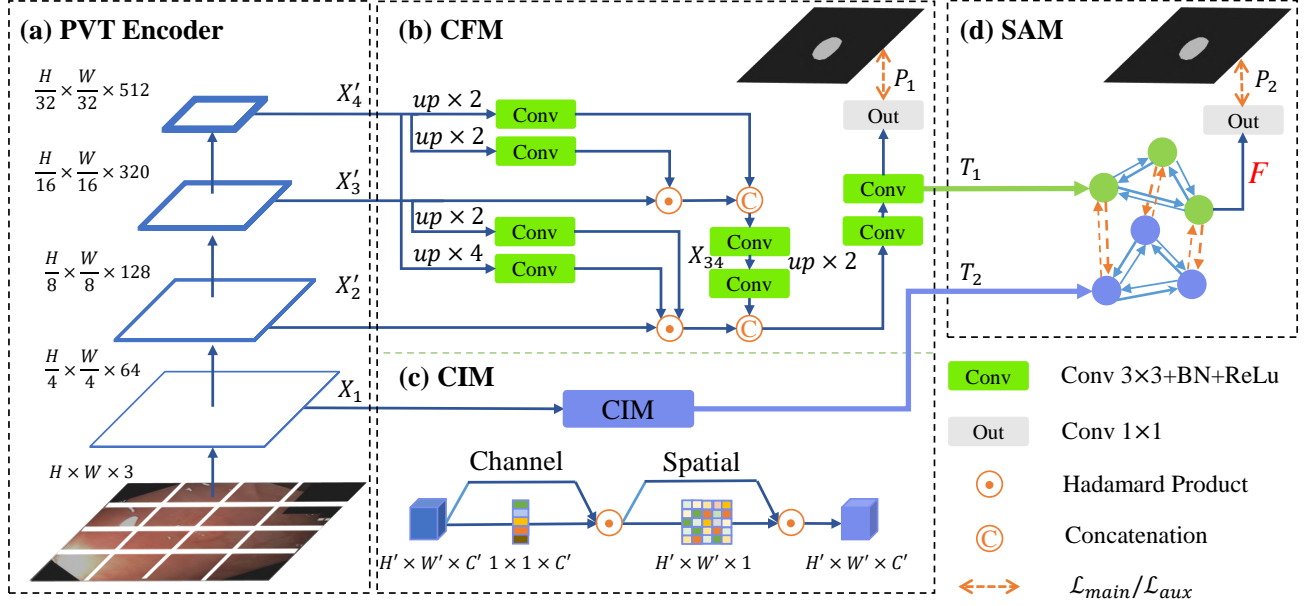 (a) PVT Encoder
H/32 × W/32 × 512
H/16 × W/16 × 320
H/8 × W/8 × 128
H/4 × W/4 × 64
H × W × 3
X′4
X′3
X′2
X1
(b) CFM
up × 2
Conv
up × 2
Conv
up × 2
Conv
up × 4
Conv
C
Conv
X34
up × 2
Conv
C
P1
Out
Conv
Conv
(c) CIM
CIM
Channel
Spatial
H′ × W′ × C′
1 × 1 × C′
H′ × W′ × 1
H′ × W′ × C′
(d) SAM
P2
Out
T1
F
T2
Conv
Conv 3×3+BN+ReLu
Out
Conv 1×1
Hadamard Product
C
Concatenation
ℒmain/ℒaux